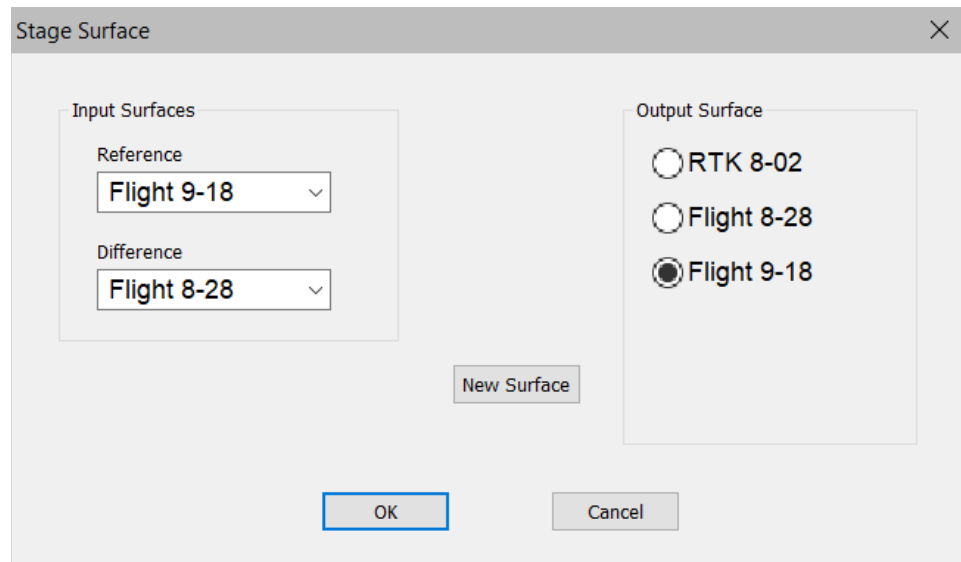 Stage Surface
Input Surfaces
Reference
Flight 9-18
Difference
Flight 8-28
Output Surface
RTK 8-02
Flight 8-28
Flight 9-18
New Surface
OK
Cancel